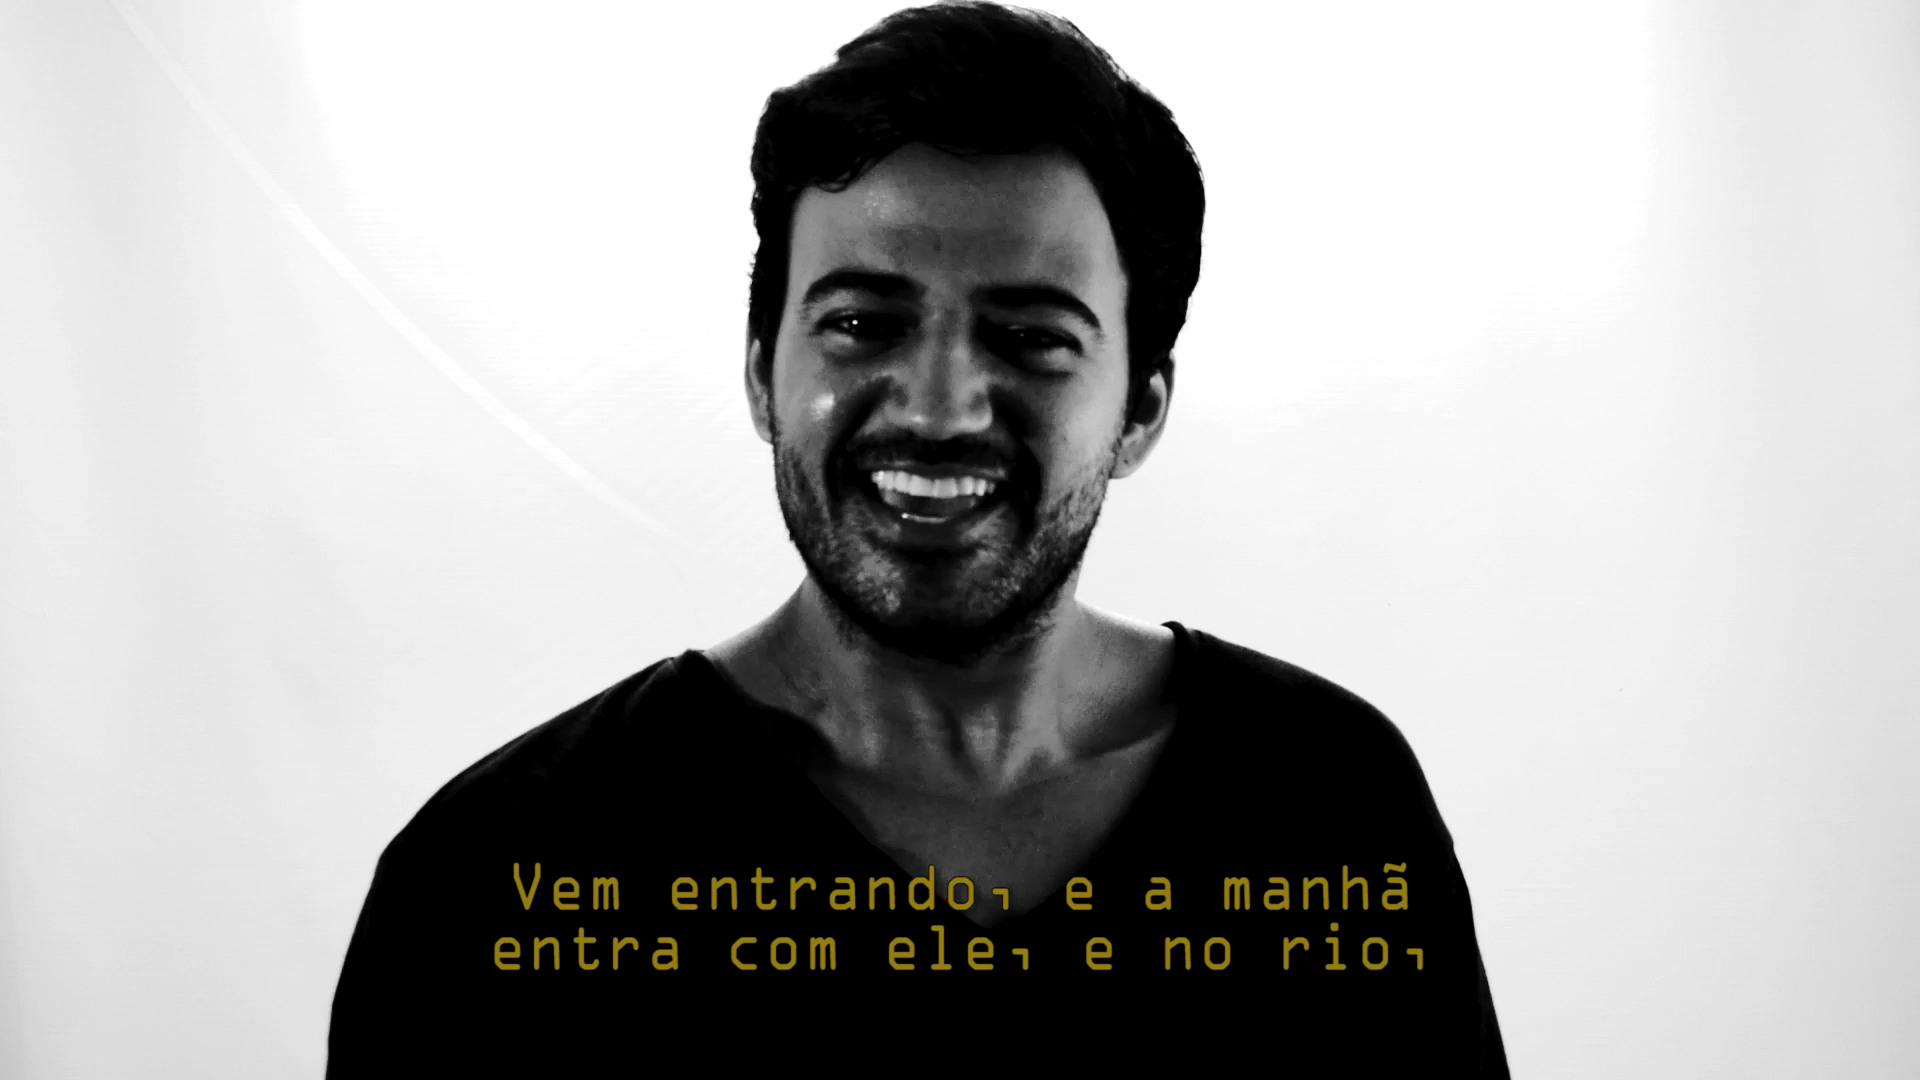 Vem entrando, e a manhã
entra com ele, e no rio,